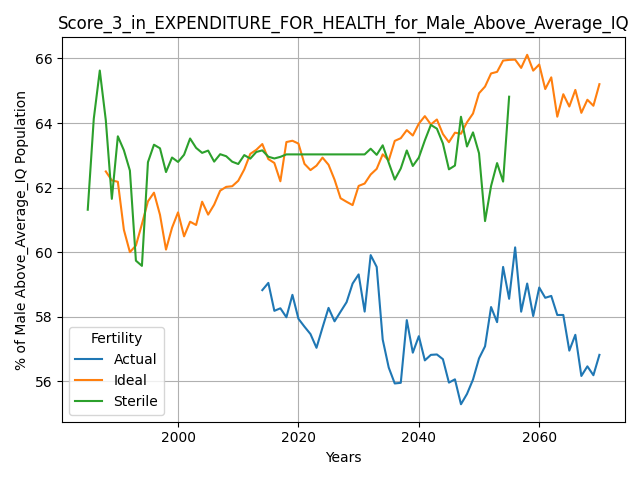 Score_3_in_EXPENDITURE_FOR_HEALTH_for_Male_Above_Average_IQ
% of Male Above_Average_IQ Population
66
64
62
60
58
56
Fertility
Actual
Ideal
Sterile
2000
2020
2040
2060
Years